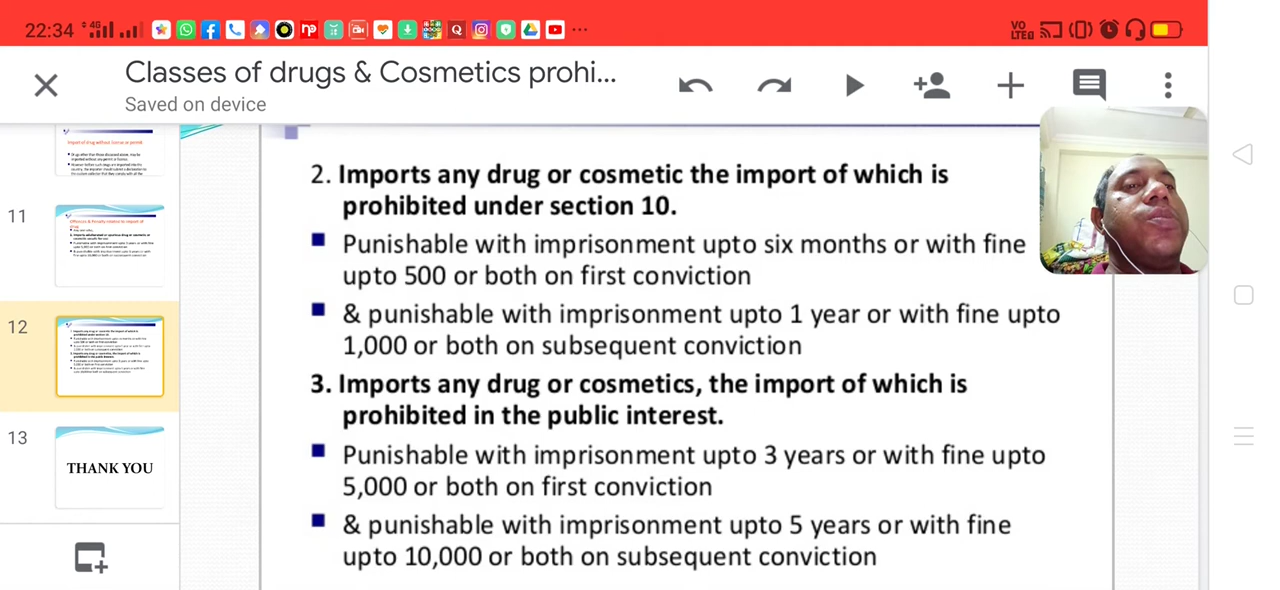 22:34 4G VO LTE
Classes of drugs & Cosmetics prohi...
Saved on device
11
12
13
THANK YOU
2. Imports any drug or cosmetic the import of which is
prohibited under section 10.
Punishable with imprisonment upto six months or with fine
upto 500 or both on first conviction
& punishable with imprisonment upto 1 year or with fine upto
1,000 or both on subsequent conviction
3. Imports any drug or cosmetics, the import of which is
prohibited in the public interest.
Punishable with imprisonment upto 3 years or with fine upto
5,000 or both on first conviction
& punishable with imprisonment upto 5 years or with fine
upto 10,000 or both on subsequent conviction